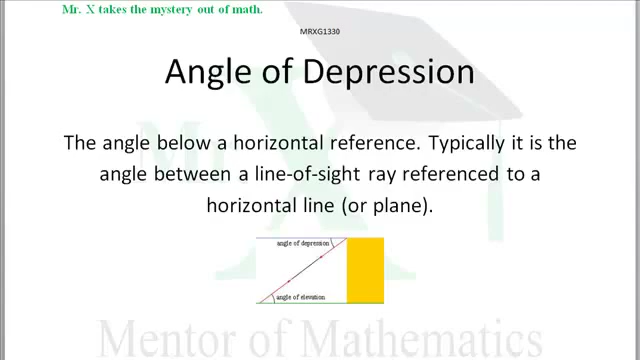 Mr. X takes the mystery out of math.
MRXG1330
Angle of Depression
The angle below a horizontal reference. Typically it is the
angle between a line-of-sight ray referenced to a
horizontal line (or plane).
angle of depression
angle of elevation
Mr X
Mentor of Mathematics